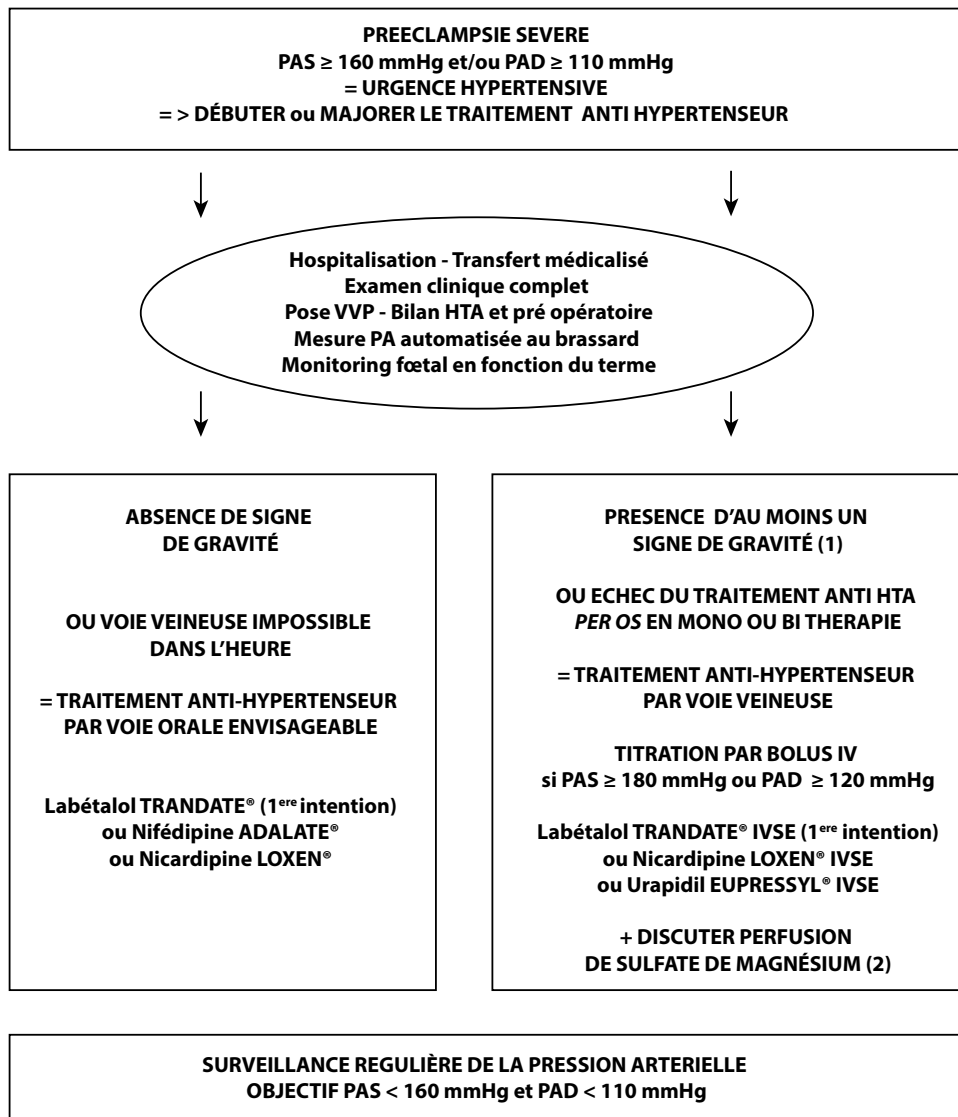 PREECLAMPSIE SEVERE
PAS ≥ 160 mmHg et/ou PAD ≥ 110 mmHg
= URGENCE HYPERTENSIVE
= > DÉBUTER ou MAJORER LE TRAITEMENT ANTI HYPERTENSEUR
Hospitalisation - Transfert médicalisé
Examen clinique complet
Pose VVP - Bilan HTA et pré opératoire
Mesure PA automatisée au brassard
Monitoring fœtal en fonction du terme
ABSENCE DE SIGNE
DE GRAVITÉ
OU VOIE VEINEUSE IMPOSSIBLE
DANS L'HEURE
= TRAITEMENT ANTI-HYPERTENSEUR
PAR VOIE ORALE ENVISAGEABLE
Labétalol TRANDATE® (1ere intention)
ou Nifédipine ADALATE®
ou Nicardipine LOXEN®
PRESENCE D'AU MOINS UN
SIGNE DE GRAVITÉ (1)
OU ECHEC DU TRAITEMENT ANTI HTA
PER OS EN MONO OU BI THERAPIE
= TRAITEMENT ANTI-HYPERTENSEUR
PAR VOIE VEINEUSE
TITRATION PAR BOLUS IV
si PAS ≥ 180 mmHg ou PAD ≥ 120 mmHg
Labétalol TRANDATE® IVSE (1ere intention)
ou Nicardipine LOXEN® IVSE
ou Urapidil EUPRESSYL® IVSE
+ DISCUTER PERFUSION
DE SULFATE DE MAGNÉSIUM (2)
SURVEILLANCE REGULIÈRE DE LA PRESSION ARTERIELLE
OBJECTIF PAS < 160 mmHg et PAD < 110 mmHg